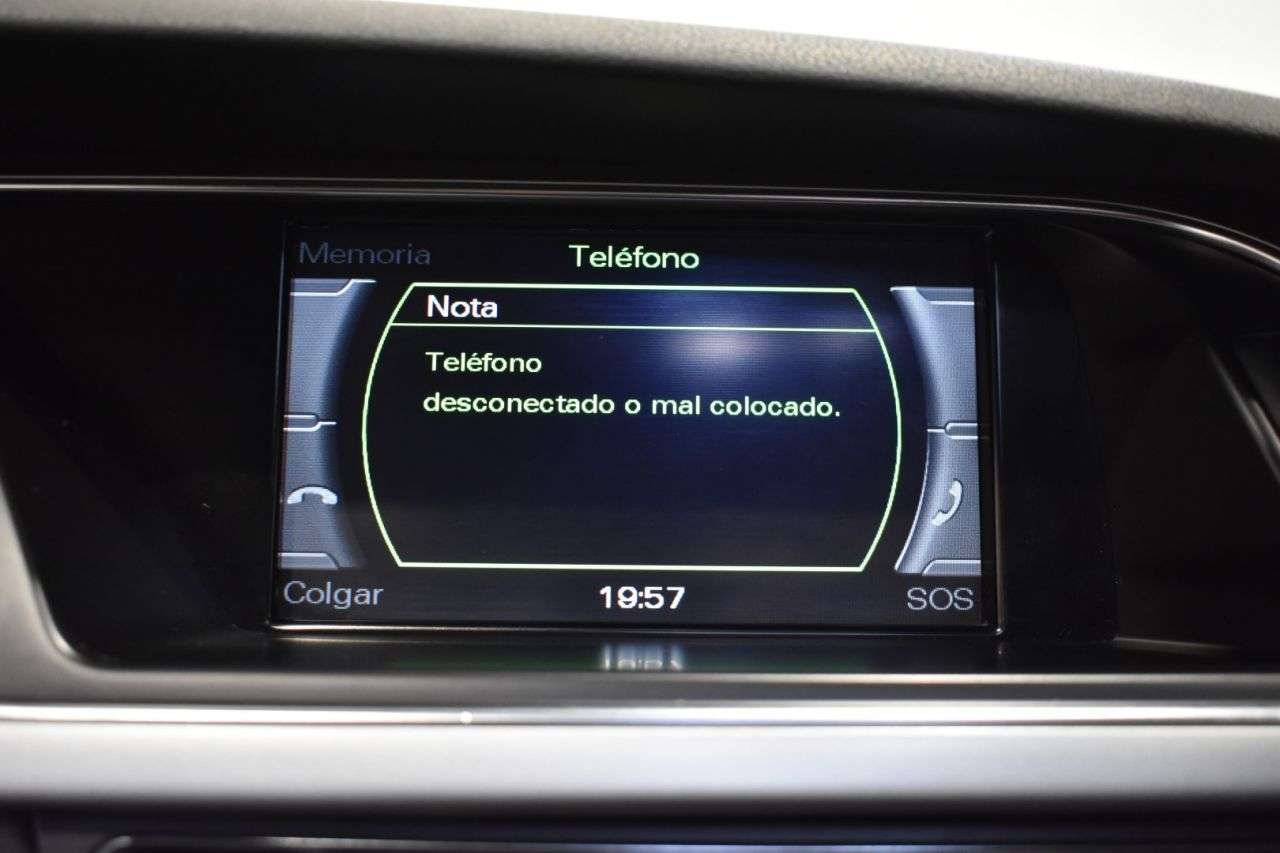 Memoria
Teléfono
Nota
Teléfono
desconectado o mal colocado.
Colgar
19:57
SOS